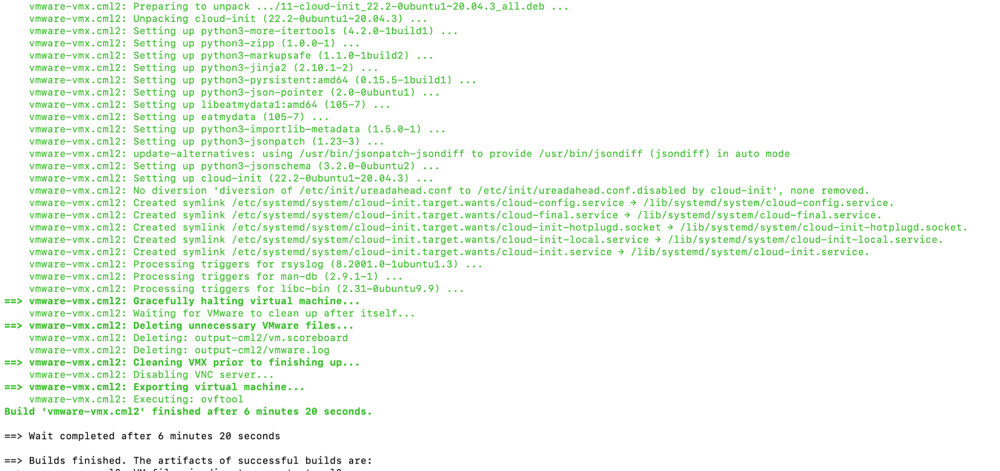 vmware-vmx.cml2: Preparing to unpack .../11-cloud-init_22.2-0ubuntu1~20.04.3_all.deb ...
vmware-vmx.cml2: Unpacking cloud-init (22.2-0ubuntu1~20.04.3) ...
vmware-vmx.cml2: Setting up python3-more-itertools (4.2.0-1build1) ...
vmware-vmx.cml2: Setting up python3-zipp (1.0.0-1) ...
vmware-vmx.cml2: Setting up python3-markupsafe (1.1.0-1build2) ...
vmware-vmx.cml2: Setting up python3-jinja2 (2.10.1-2) ...
vmware-vmx.cml2: Setting up python3-pyrsistent:amd64 (0.15.5-1build1) ...
vmware-vmx.cml2: Setting up python3-json-pointer (2.0-0ubuntu1) ...
vmware-vmx.cml2: Setting up libeatmydata1:amd64 (105-7) ...
vmware-vmx.cml2: Setting up eatmydata (105-7) ...
vmware-vmx.cml2: Setting up python3-importlib-metadata (1.5.0-1) ...
vmware-vmx.cml2: Setting up python3-jsonpatch (1.23-3) ...
vmware-vmx.cml2: update-alternatives: using /usr/bin/jsonpatch-jsondiff to provide /usr/bin/jsondiff (jsondiff) in auto mode
vmware-vmx.cml2: Setting up python3-jsonschema (3.2.0-0ubuntu2) ...
vmware-vmx.cml2: Setting up cloud-init (22.2-0ubuntu1~20.04.3) ...
vmware-vmx.cml2: No diversion 'diversion of /etc/init/ureadahead.conf to /etc/init/ureadahead.conf.disabled by cloud-init', none removed.
vmware-vmx.cml2: Created symlink /etc/systemd/system/cloud-init.target.wants/cloud-config.service → /lib/systemd/system/cloud-config.service.
vmware-vmx.cml2: Created symlink /etc/systemd/system/cloud-init.target.wants/cloud-final.service → /lib/systemd/system/cloud-final.service.
vmware-vmx.cml2: Created symlink /etc/systemd/system/cloud-init.target.wants/cloud-init-hotplugd.socket → /lib/systemd/system/cloud-init-hotplugd.socket.
vmware-vmx.cml2: Created symlink /etc/systemd/system/cloud-init.target.wants/cloud-init-local.service → /lib/systemd/system/cloud-init-local.service.
vmware-vmx.cml2: Created symlink /etc/systemd/system/cloud-init.target.wants/cloud-init.service → /lib/systemd/system/cloud-init.service.
vmware-vmx.cml2: Processing triggers for rsyslog (8.2001.0-1ubuntu1.3) ...
vmware-vmx.cml2: Processing triggers for man-db (2.9.1-1) ...
vmware-vmx.cml2: Processing triggers for libc-bin (2.31-0ubuntu9.9) ...
==> vmware-vmx.cml2: Gracefully halting virtual machine...
vmware-vmx.cml2: Waiting for VMware to clean up after itself...
==> vmware-vmx.cml2: Deleting unnecessary VMware files...
vmware-vmx.cml2: Deleting: output-cml2/vm.scoreboard
vmware-vmx.cml2: Deleting: output-cml2/vmware.log
==> vmware-vmx.cml2: Cleaning VMX prior to finishing up...
vmware-vmx.cml2: Disabling VNC server...
==> vmware-vmx.cml2: Exporting virtual machine...
vmware-vmx.cml2: Executing: ovftool
Build 'vmware-vmx.cml2' finished after 6 minutes 20 seconds.
==> Wait completed after 6 minutes 20 seconds
==> Builds finished. The artifacts of successful builds are: